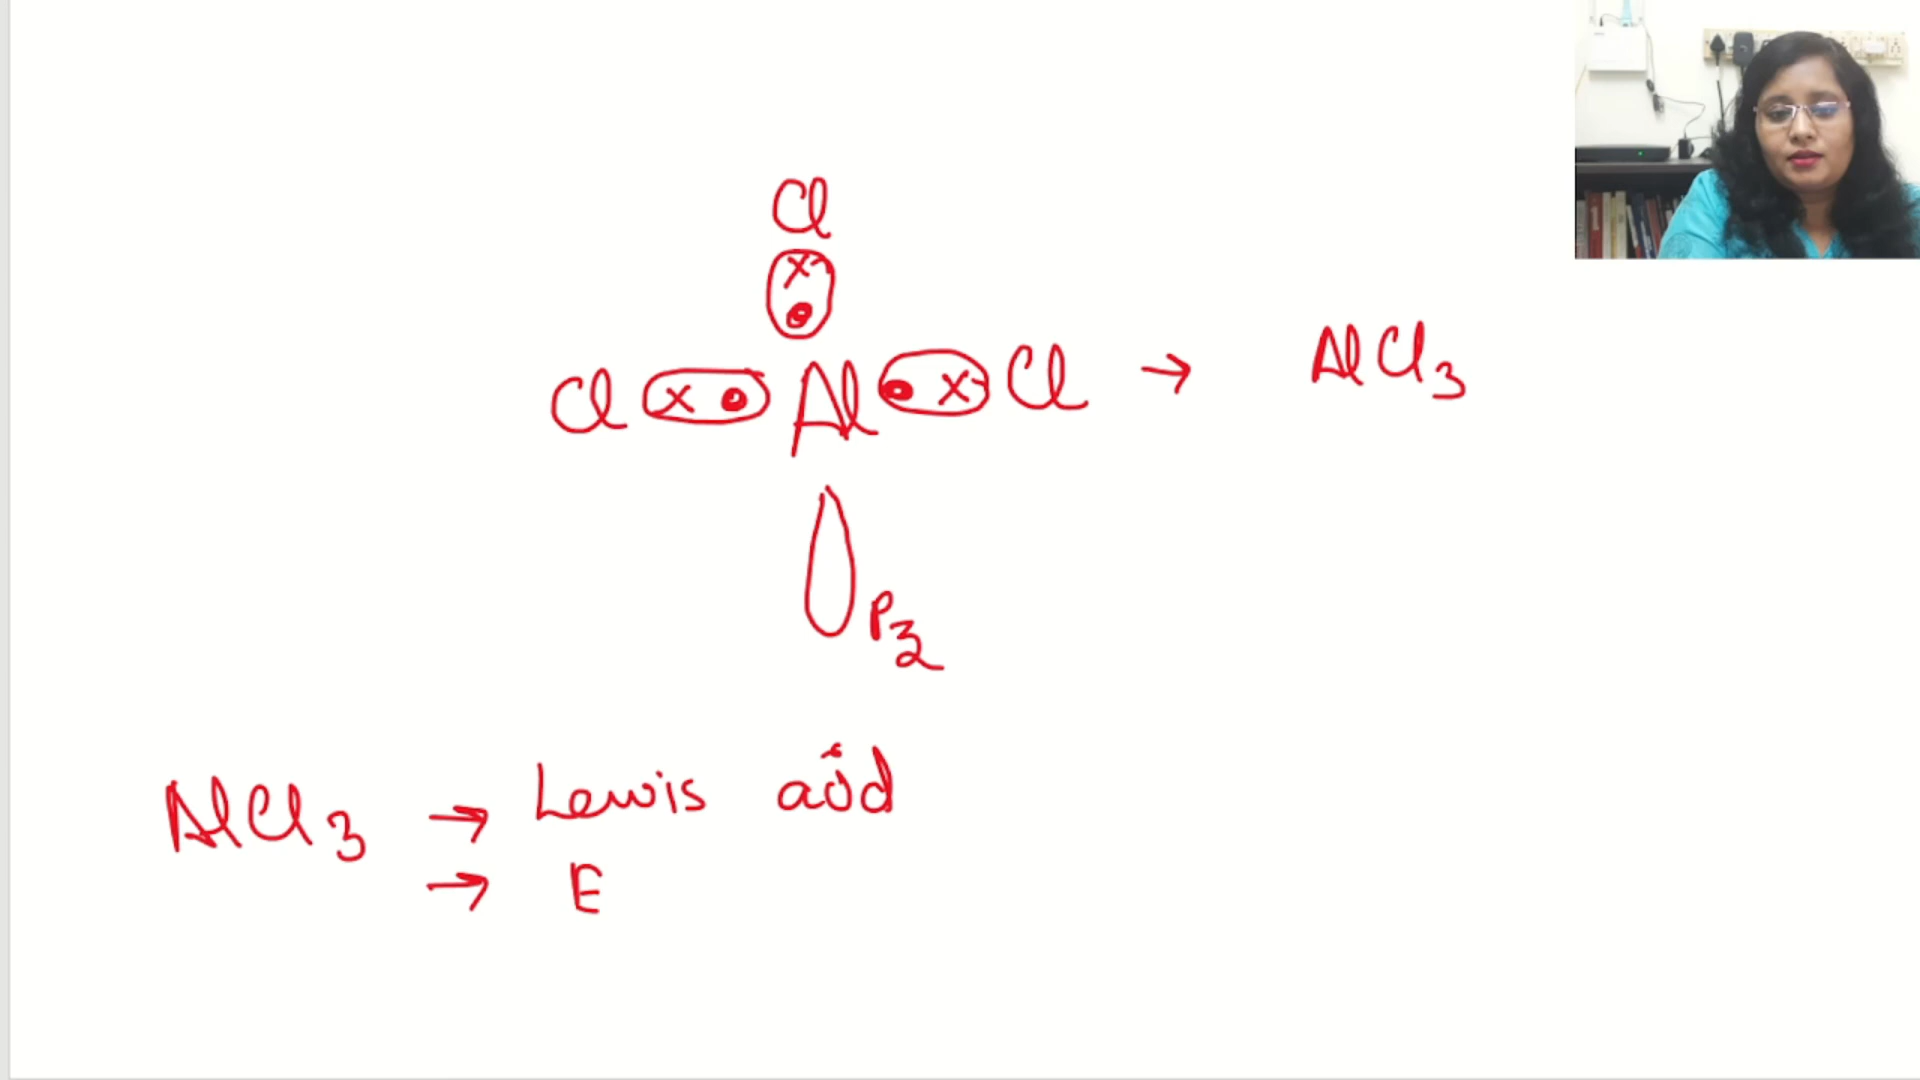 Cl
x
•
Cl x • Al • x Cl → AlCl3
Pz
AlCl3 → Lewis acid
→ E